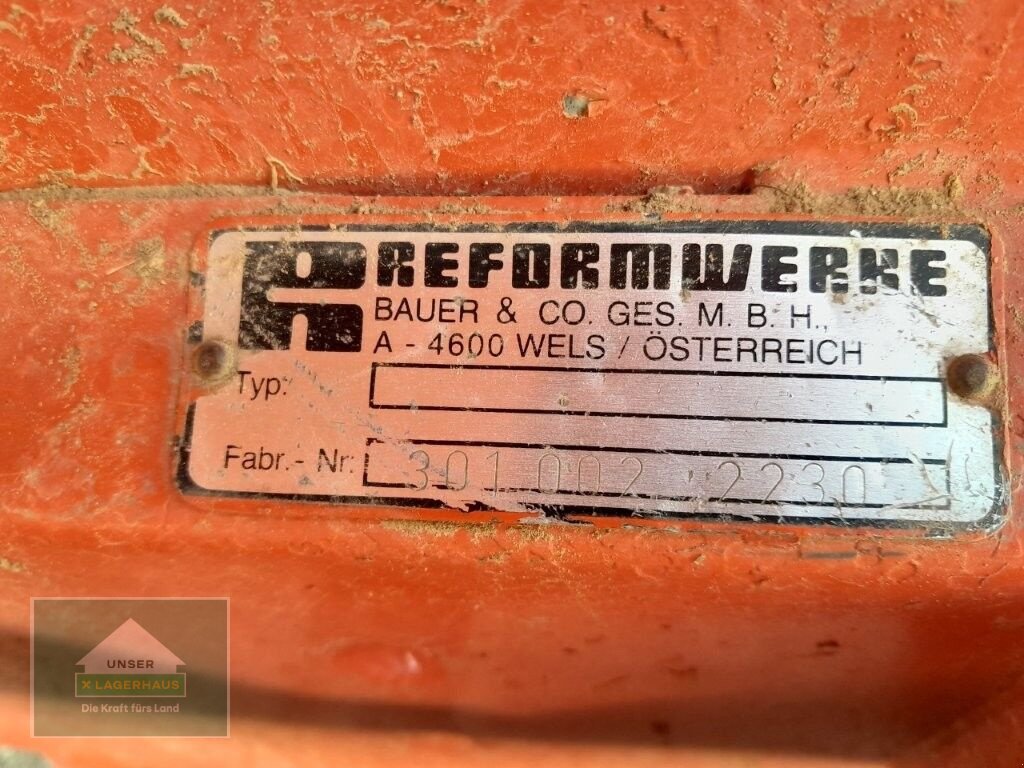 REFORMWERKE
BAUER & CO. GES. M. B. H.,
A - 4600 WELS / ÖSTERREICH
Typ:
Fabr.- Nr: 301 002 2230
UNSER
X LAGERHAUS
Die Kraft fürs Land